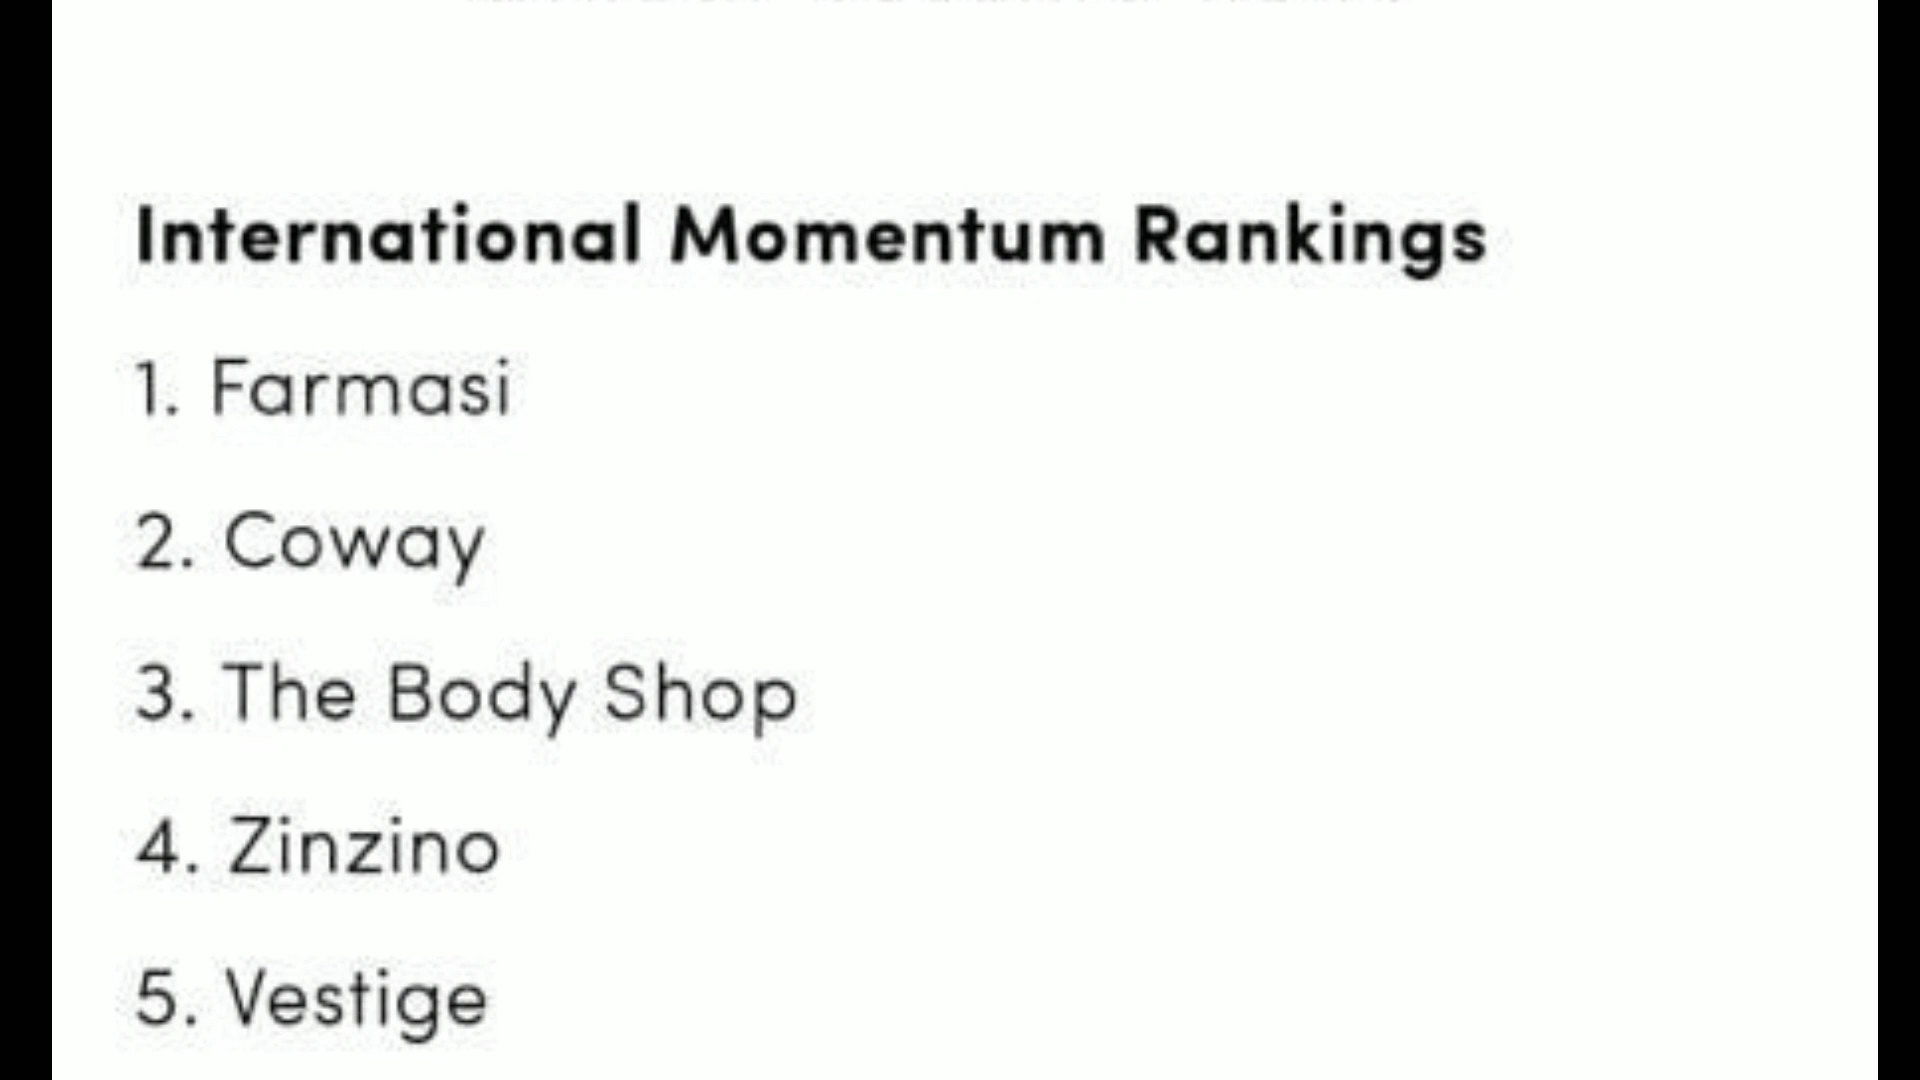 International Momentum Rankings
1. Farmasi
2. Coway
3. The Body Shop
4. Zinzino
5. Vestige